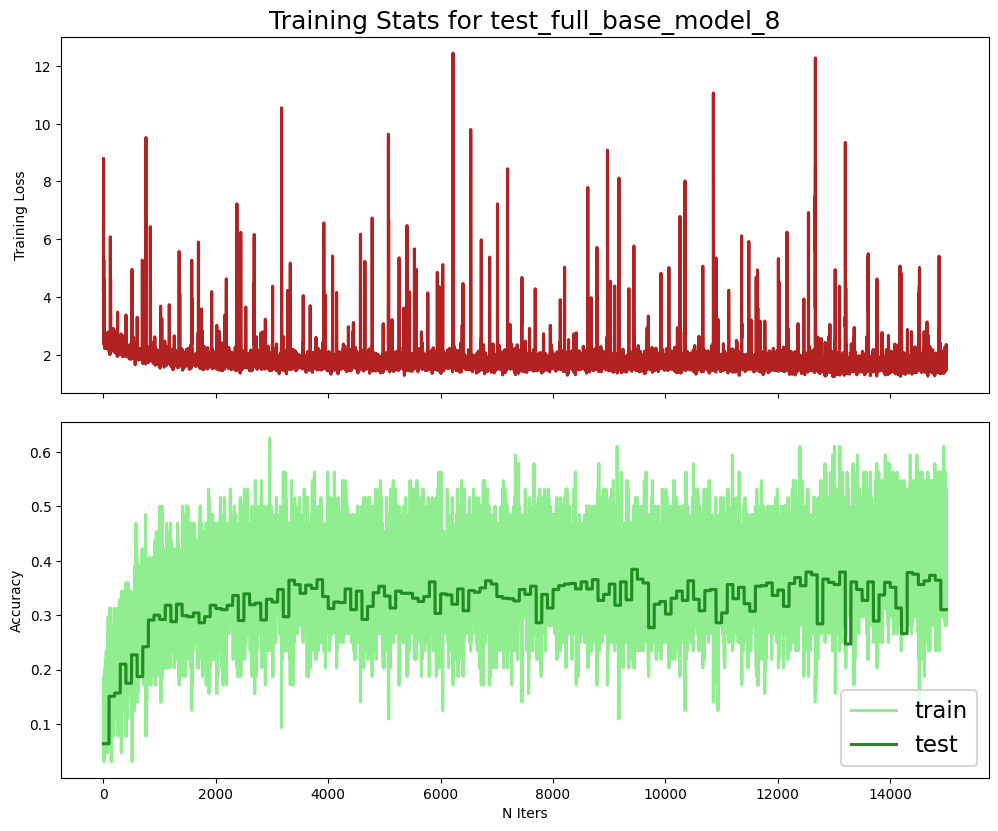 Training Stats for test_full_base_model_8
12
10
8
6
4
2
Training Loss
0.6
0.5
0.4
0.3
0.2
0.1
Accuracy
train
test
0 2000 4000 6000 8000 10000 12000 14000
N Iters